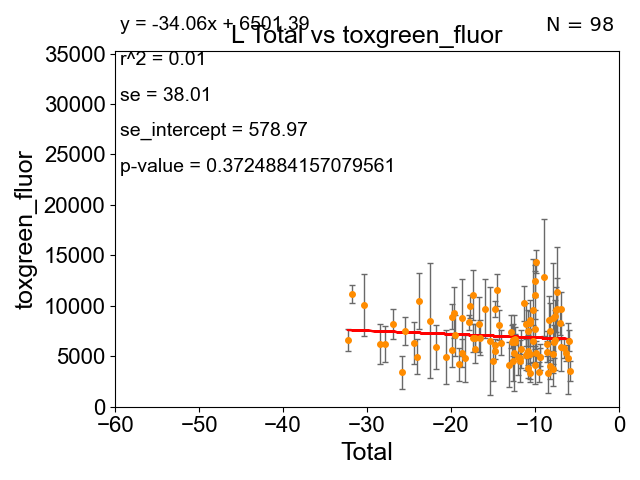 y = -34.06x + 6501.39
N = 98
L Total vs toxgreen_fluor
r^2 = 0.01
se = 38.01
se_intercept = 578.97
p-value = 0.3724884157079561
35000
30000
25000
20000
15000
10000
5000
0
toxgreen_fluor
−60 −50 −40 −30 −20 −10 0
Total